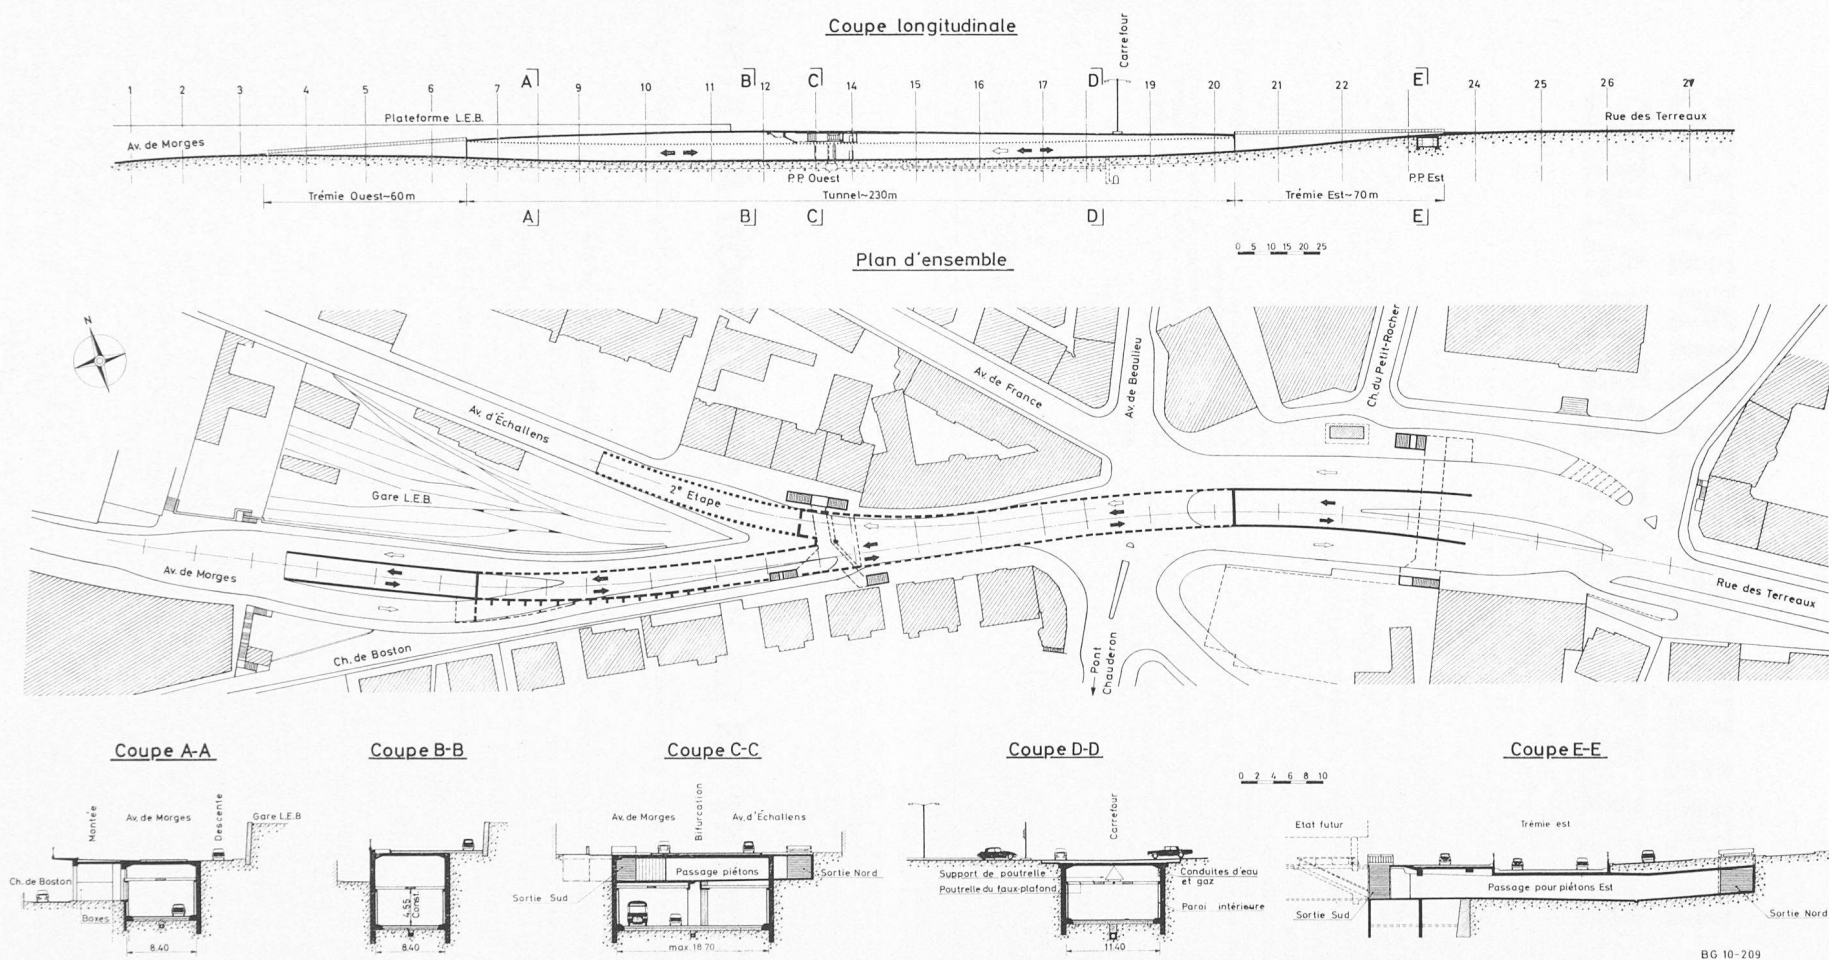 Coupe longitudinale
Carrefour
A B C D E
1 2 3 4 5 6 7 9 10 11 12 14 15 16 17 19 20 21 22 24 25 26 27
Plateforme L.E.B.
Rue des Terreaux
Av. de Morges
P.P. Ouest
P.P. Est
Trémie Ouest~60m
Tunnel~230m
Trémie Est~70m
A B C D E
0 5 10 15 20 25
Plan d'ensemble
N
Av. d'Échallens
Av. de France
Av. de Beaulieu
Ch. du Petit-Rocher
Gare L.E.B.
2e Etape
Av. de Morges
Rue des Terreaux
Ch. de Boston
Pont
Chauderon
Coupe A-A
Montée
Av. de Morges
Descente
Gare L.E.B
Ch. de Boston
Boxes
8.40
Coupe B-B
4.55
Const.
8.40
Coupe C-C
Av. de Morges
Bifurcation
Av. d'Échallens
Passage piétons
Sortie Nord
Sortie Sud
max. 18.70
Coupe D-D
Carrefour
Support de poutrelle
Poutrelle du faux-plafond
Conduites d'eau
et gaz
Paroi intérieure
11.40
0 2 4 6 8 10
Coupe E-E
Etat futur
Trémie est
Passage pour piétons Est
Sortie Sud
Sortie Nord
BG 10-209